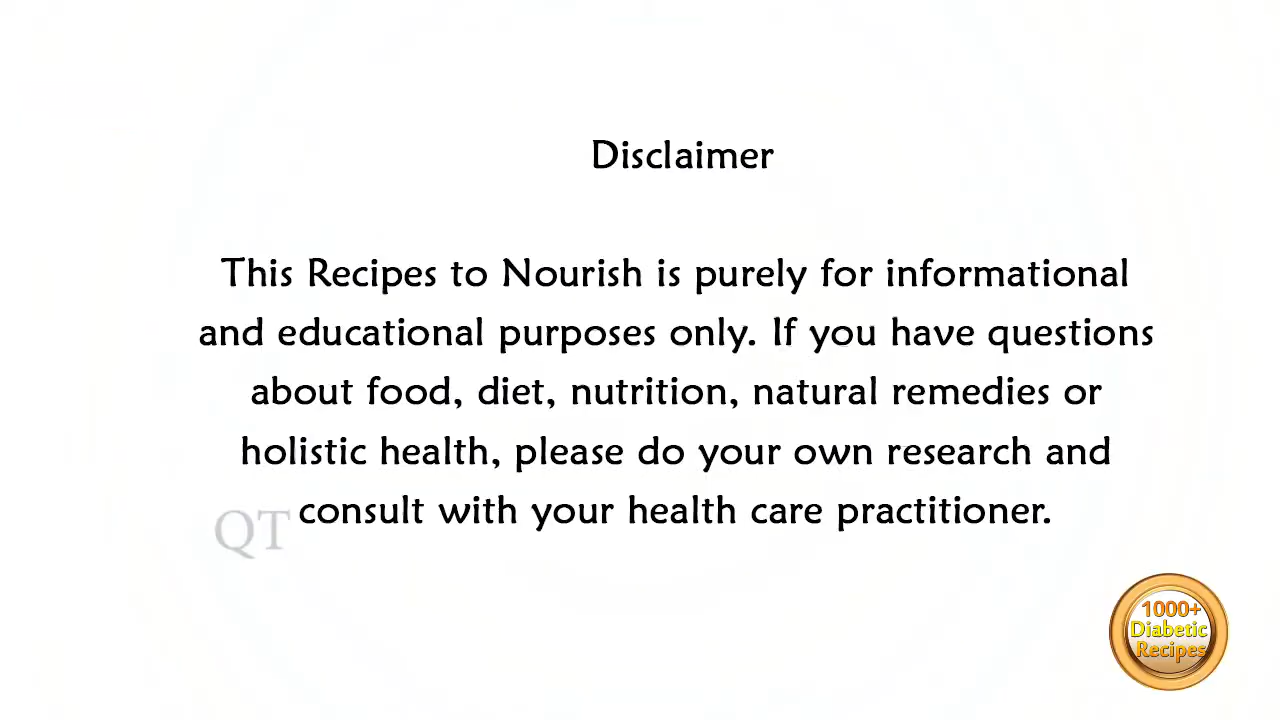 Disclaimer
This Recipes to Nourish is purely for informational
and educational purposes only. If you have questions
about food, diet, nutrition, natural remedies or
holistic health, please do your own research and
consult with your health care practitioner.
QT
1000+
Diabetic
Recipes